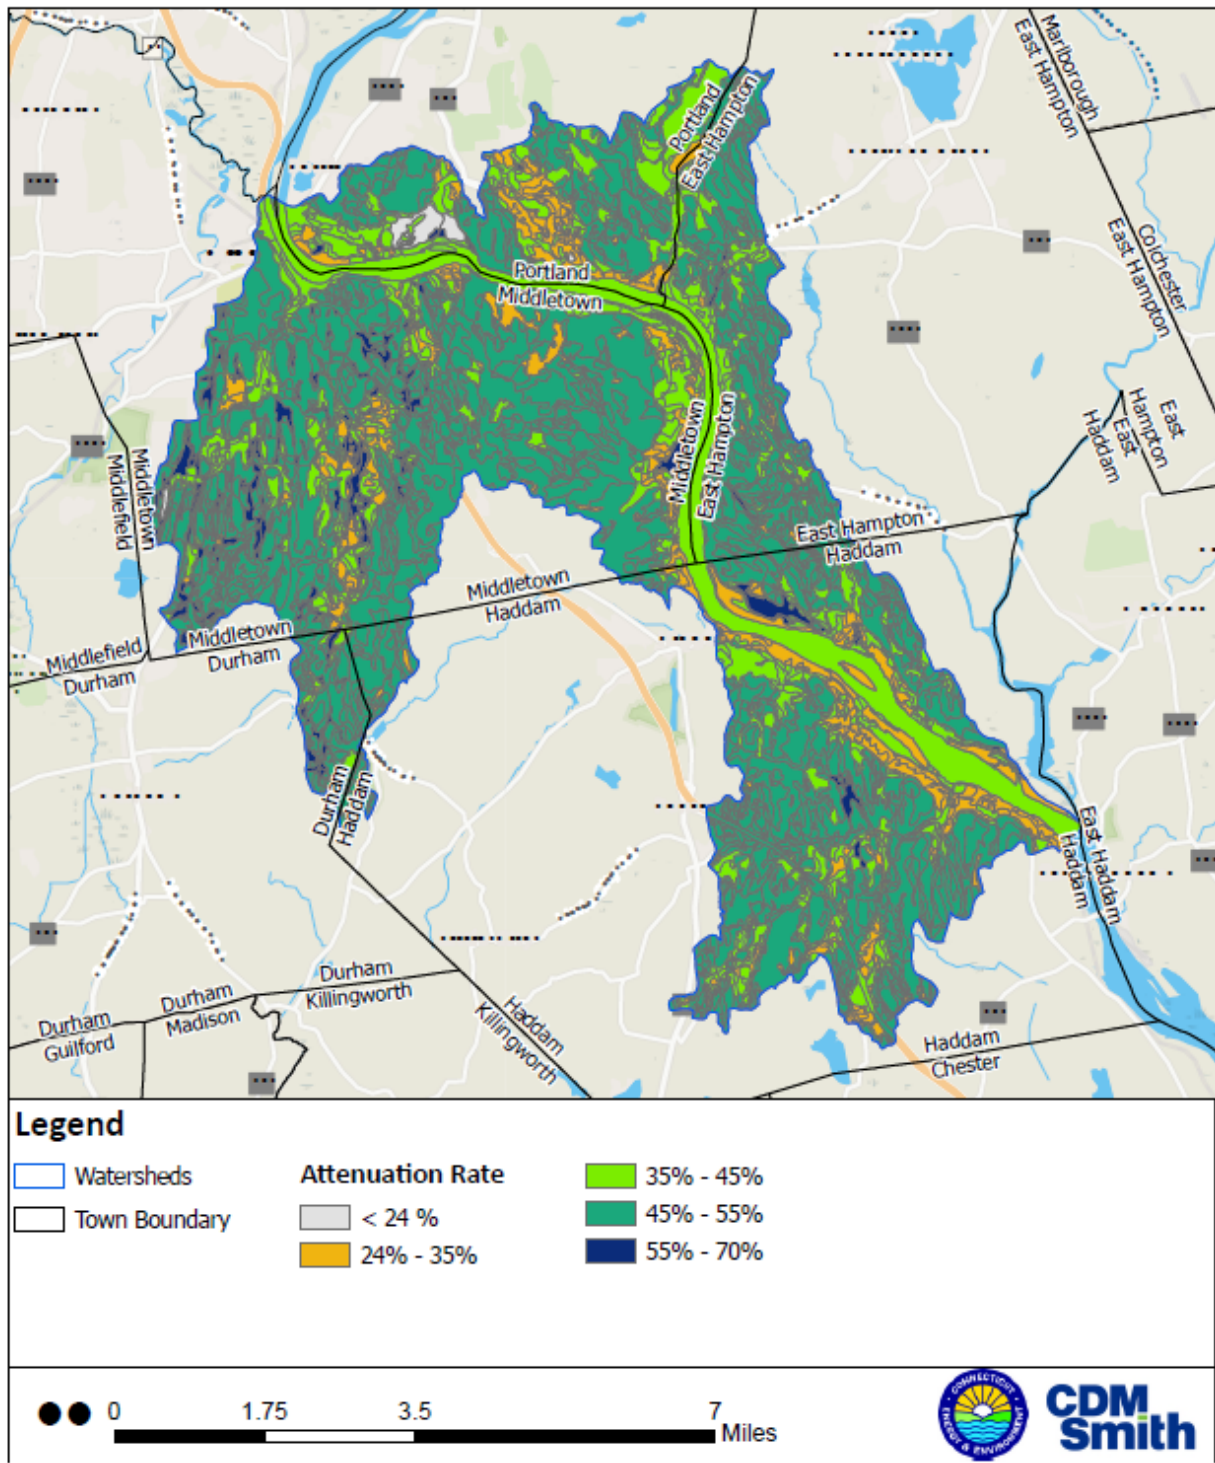 Marlborough
East Hampton
Portland
East Hampton
Colchester
East Hampton
Portland
Middletown
East
Hampton
East
Haddam
Middletown
East Hampton
Middletown
Middlefield
East Hampton
Haddam
Middletown
Haddam
Middletown
Durham
Middlefield
Durham
Durham
Haddam
East Haddam
Haddam
Durham
Killingworth
Durham
Madison
Durham
Guilford
Haddam
Killingworth
Haddam
Chester
Legend
Watersheds
Town Boundary
Attenuation Rate
< 24 %
24% - 35%
35% - 45%
45% - 55%
55% - 70%
0 1.75 3.5 7
Miles
CONNECTICUT
ENERGY & ENVIRONMENT
CDM
Smith